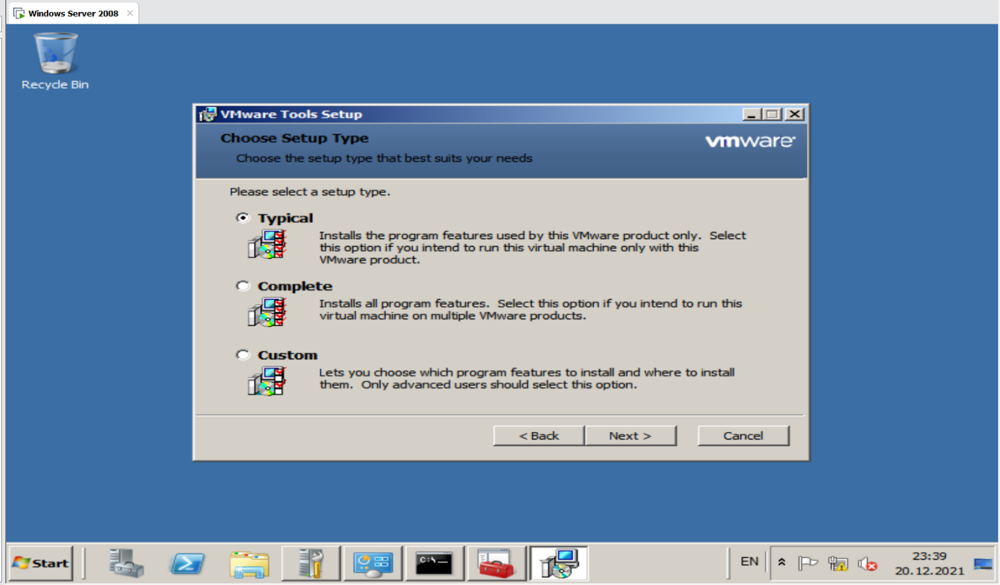 Windows Server 2008
Recycle Bin
VMware Tools Setup
Choose Setup Type
vmware
Choose the setup type that best suits your needs
Please select a setup type.
Typical
Installs the program features used by this VMware product only. Select
this option if you intend to run this virtual machine only with this
VMware product.
Complete
Installs all program features. Select this option if you intend to run this
virtual machine on multiple VMware products.
Custom
Lets you choose which program features to install and where to install
them. Only advanced users should select this option.
< Back
Next >
Cancel
Start
C:\
EN
23:39
20.12.2021